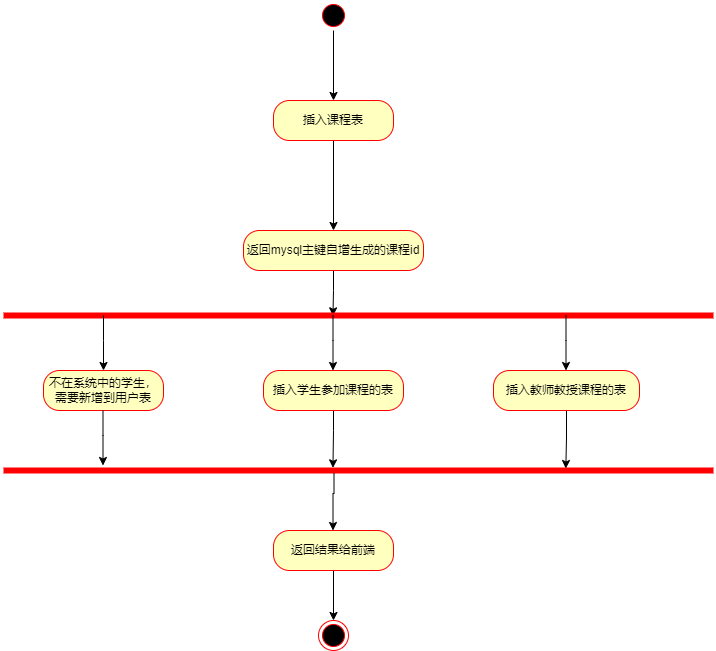 插入课程表
返回mysql主键自增生成的课程id
不在系统中的学生，
需要新增到用户表
插入学生参加课程的表
插入教师教授课程的表
返回结果给前端